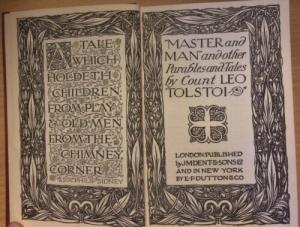 A TALE
WHICH
HOLDETH
CHILDREN
FROM PLAY
& OLD MEN
FROM THE
CHIMNEY
CORNER
SIR PHILIP SIDNEY
MASTER and
MAN and other
Parables and Tales
by Count LEO
TOLSTOI
LONDON: PUBLISHED
by J.M. DENT & SONS Ltd
AND IN NEW YORK
BY E. P. DUTTON & CO